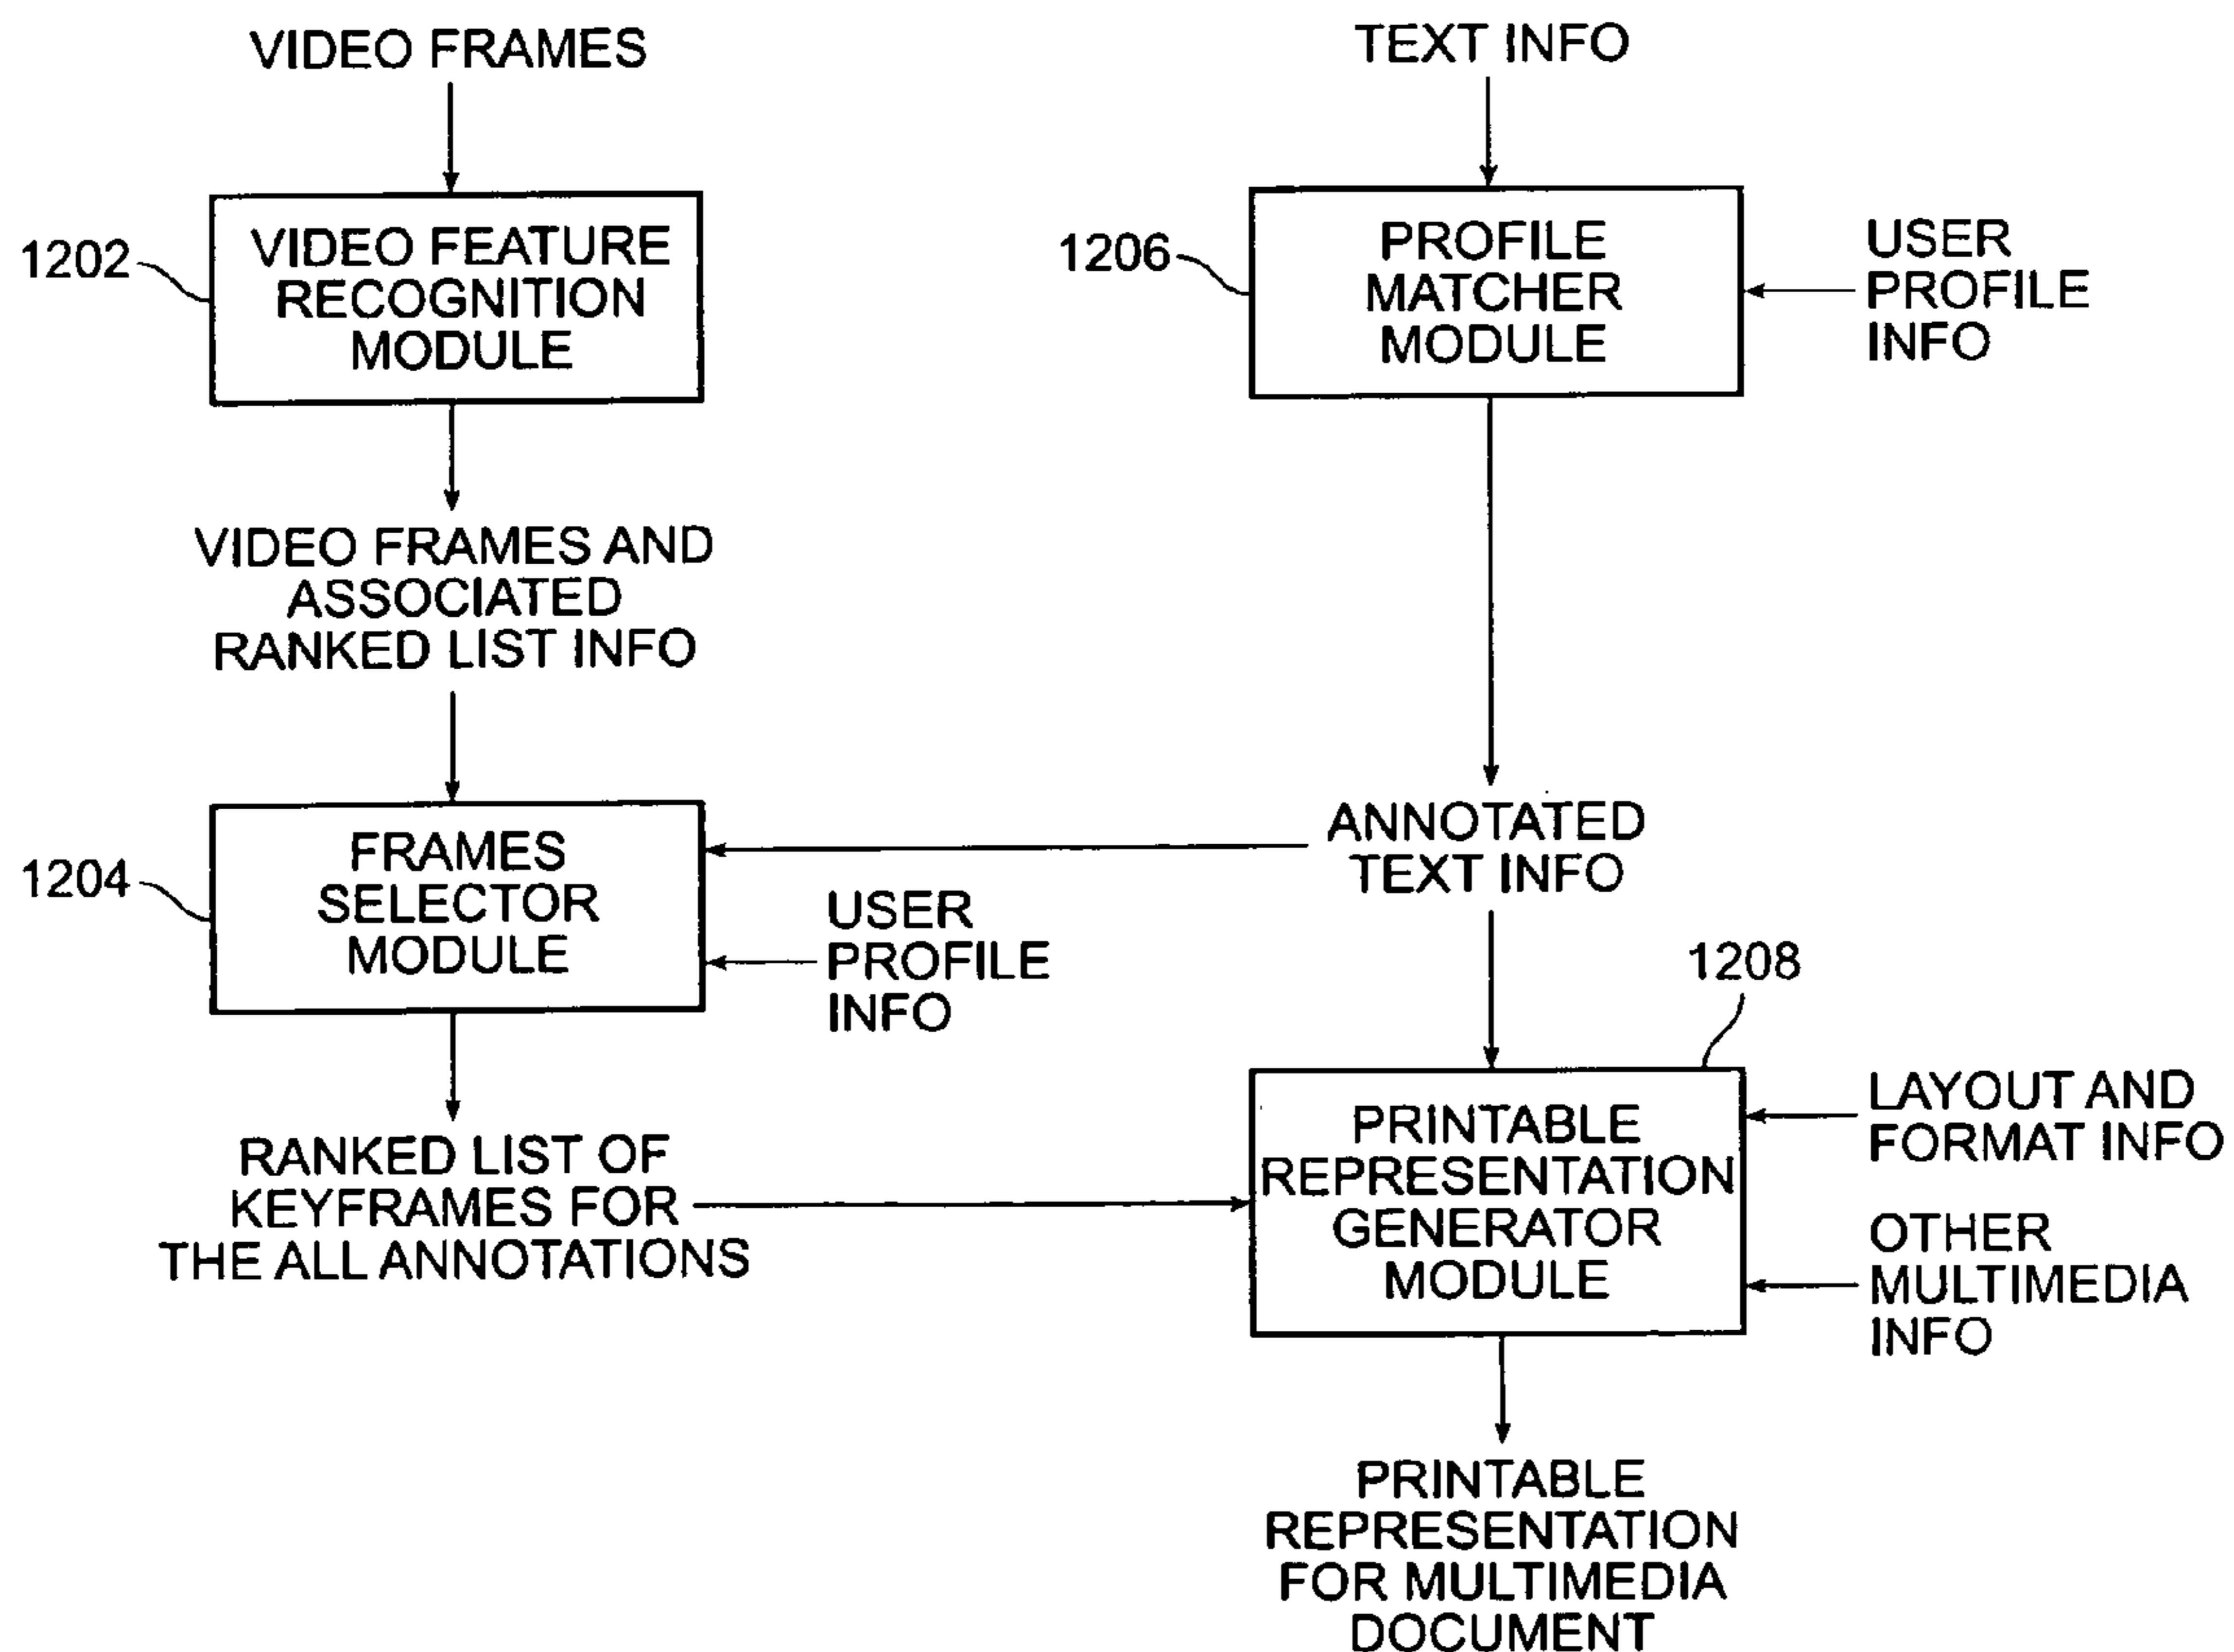 VIDEO FRAMES
TEXT INFO
1202
VIDEO FEATURE
RECOGNITION
MODULE
1206
PROFILE
MATCHER
MODULE
USER
PROFILE
INFO
VIDEO FRAMES AND
ASSOCIATED
RANKED LIST INFO
1204
FRAMES
SELECTOR
MODULE
USER
PROFILE
INFO
ANNOTATED
TEXT INFO
1208
RANKED LIST OF
KEYFRAMES FOR
THE ALL ANNOTATIONS
PRINTABLE
REPRESENTATION
GENERATOR
MODULE
LAYOUT AND
FORMAT INFO
OTHER
MULTIMEDIA
INFO
PRINTABLE
REPRESENTATION
FOR MULTIMEDIA
DOCUMENT